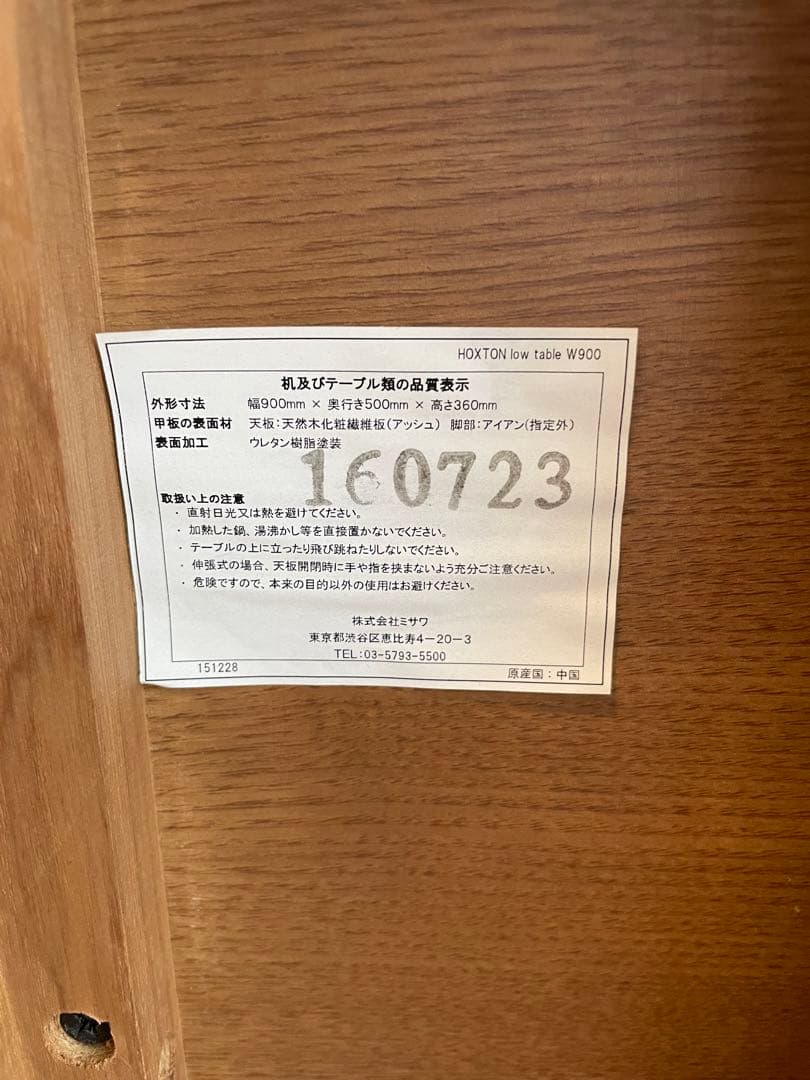 HOXTON low table W900
机及びテーブル類の品質表示
外形寸法 幅900mm × 奥行き500mm × 高さ360mm
甲板の表面材 天板：天然木化粧繊維板(アッシュ) 脚部：アイアン(指定外)
表面加工 ウレタン樹脂塗装
160723
取扱い上の注意
・ 直射日光又は熱を避けてください。
・ 加熱した鍋、湯沸かし等を直接置かないでください。
・ テーブルの上に立ったり飛び跳ねたりしないでください。
・ 伸張式の場合、天板開閉時に手や指を挟まないよう充分ご注意ください。
・ 危険ですので、本来の目的以外の使用はお避けください。
株式会社ミサワ
東京都渋谷区恵比寿4－20－3
TEL：03-5793-5500
151228
原産国：中国